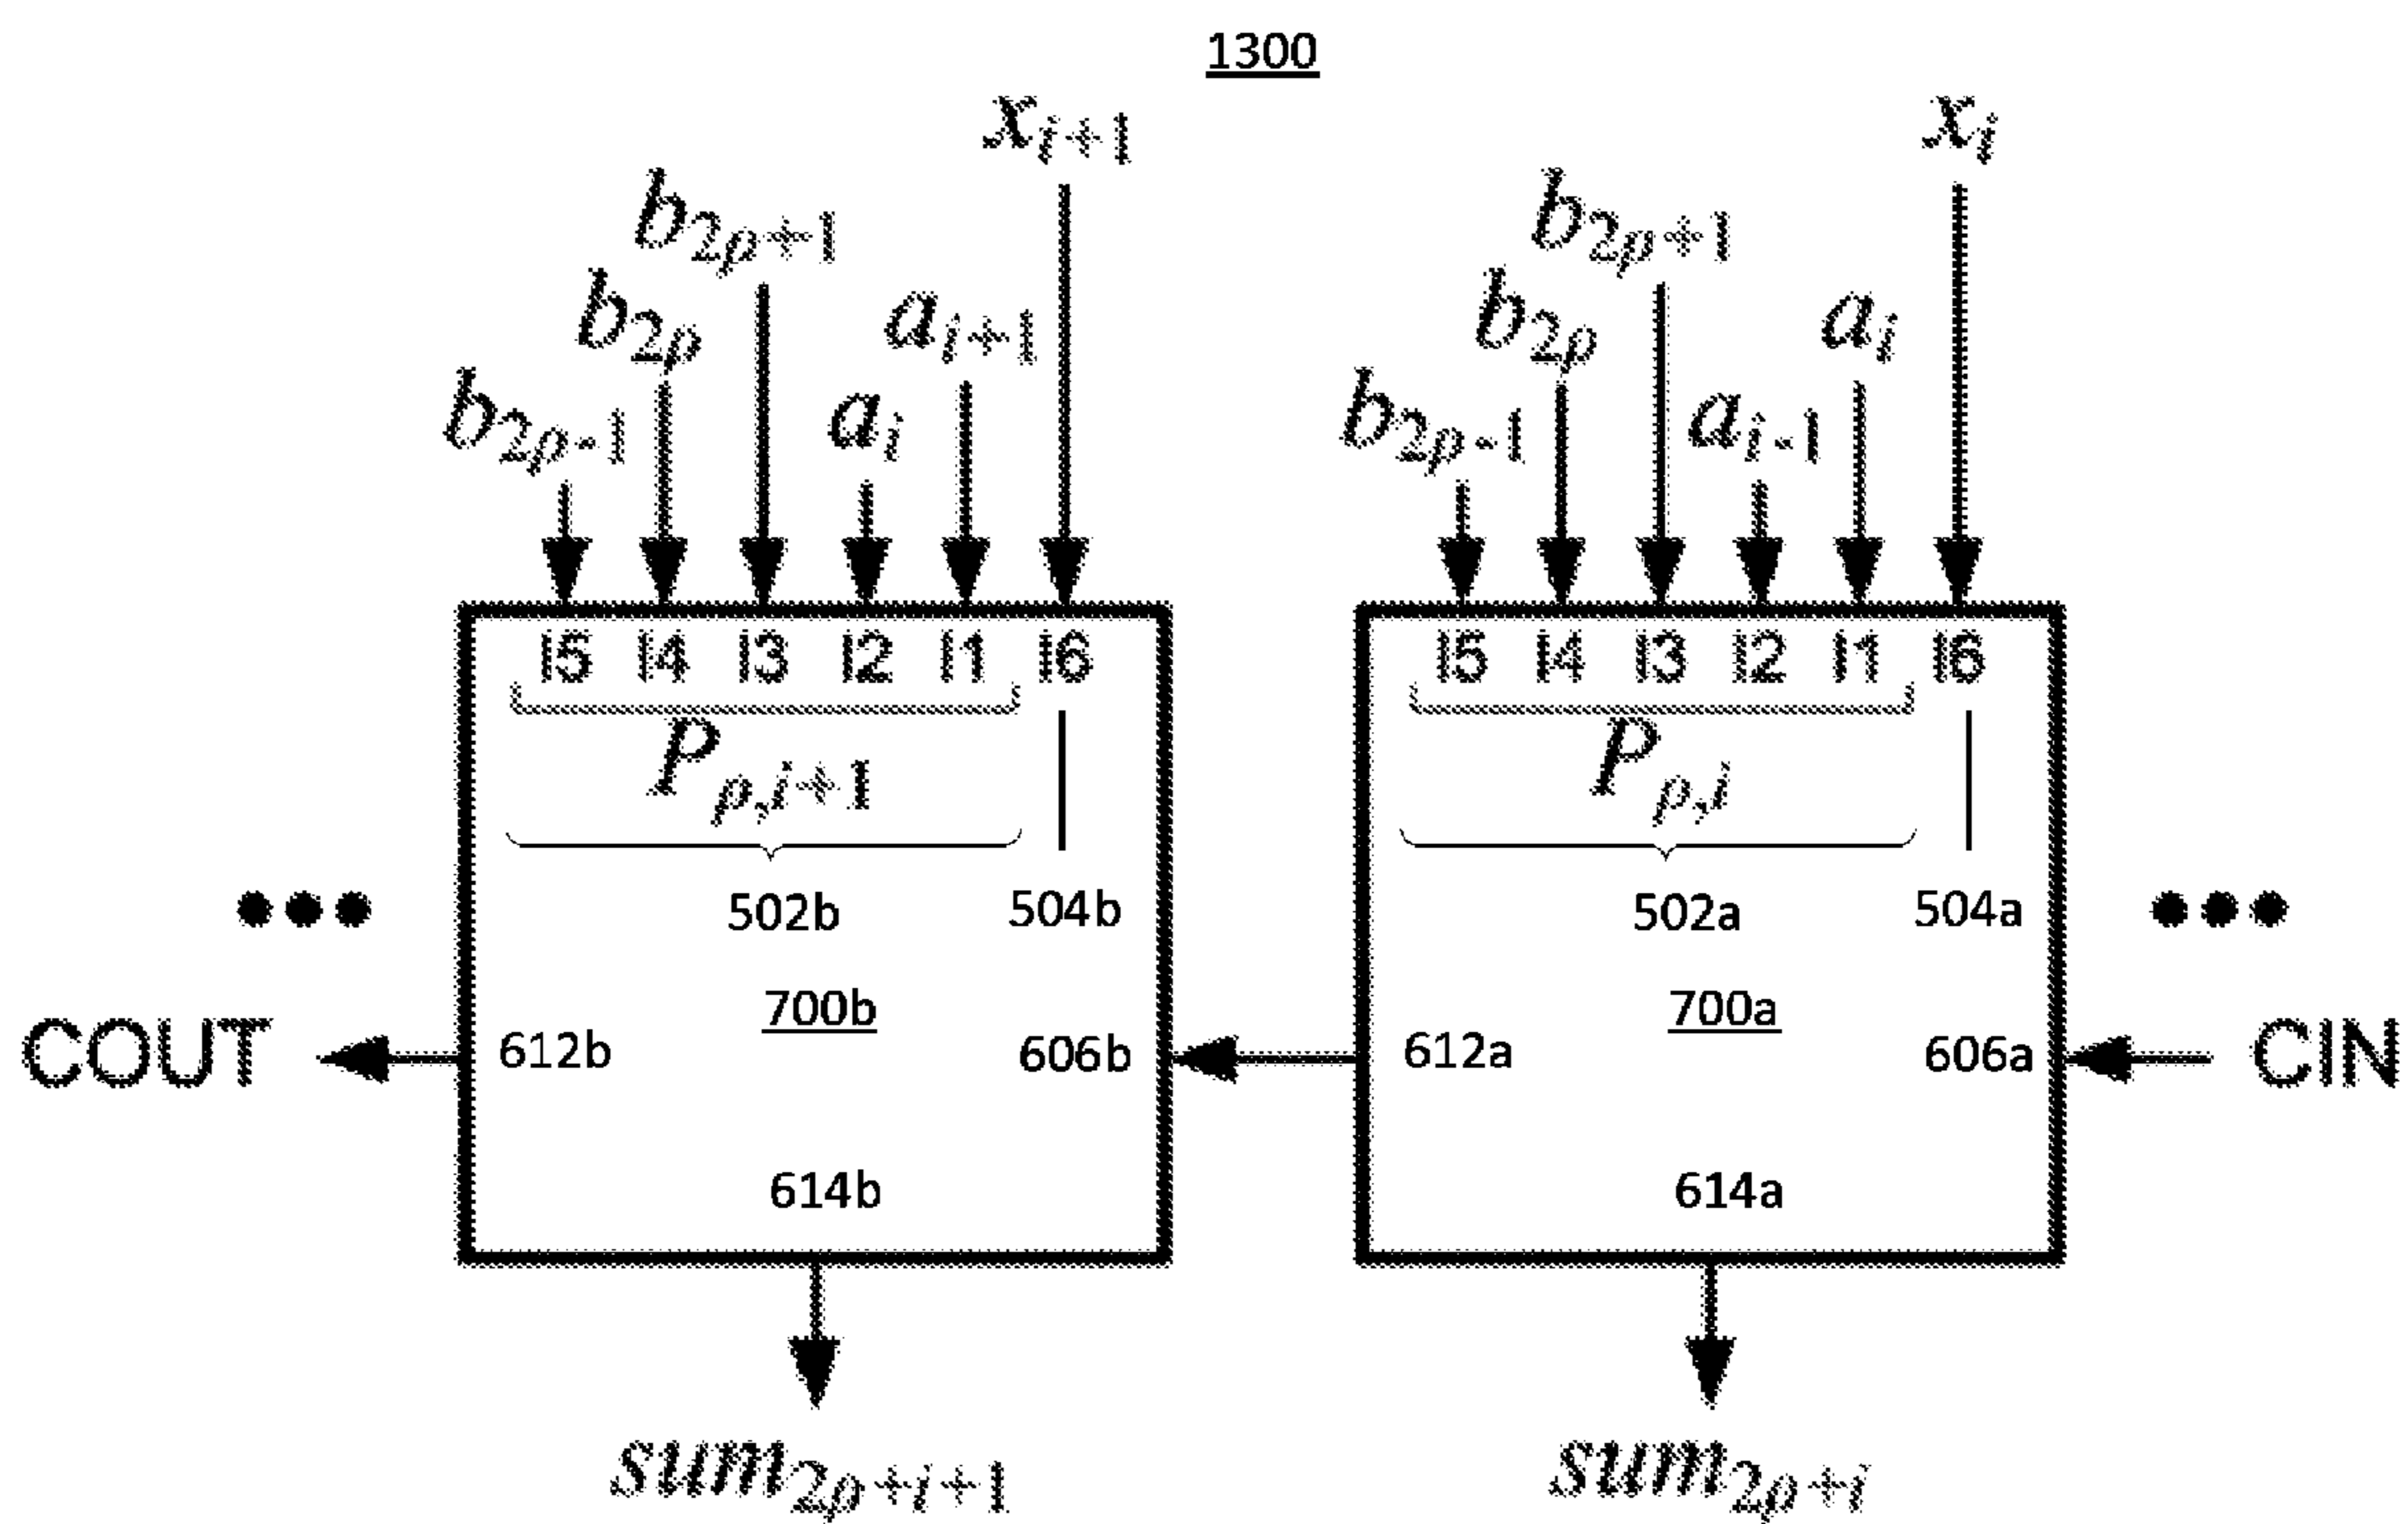 1300
x_{i+1} x_i
b_{2p+1} b_{2p+1}
b_{2p} a_{i+1} b_{2p} a_i
b_{2p-1} a_i b_{2p-1} a_{i-1}
I5 I4 I3 I2 I1 I6 I5 I4 I3 I2 I1 I6
P_{p,i+1} P_{p,i}
502b 504b 502a 504a
700b 700a
COUT 612b 606b 612a 606a CIN
614b 614a
sum_{2p+i+1} sum_{2p+i}